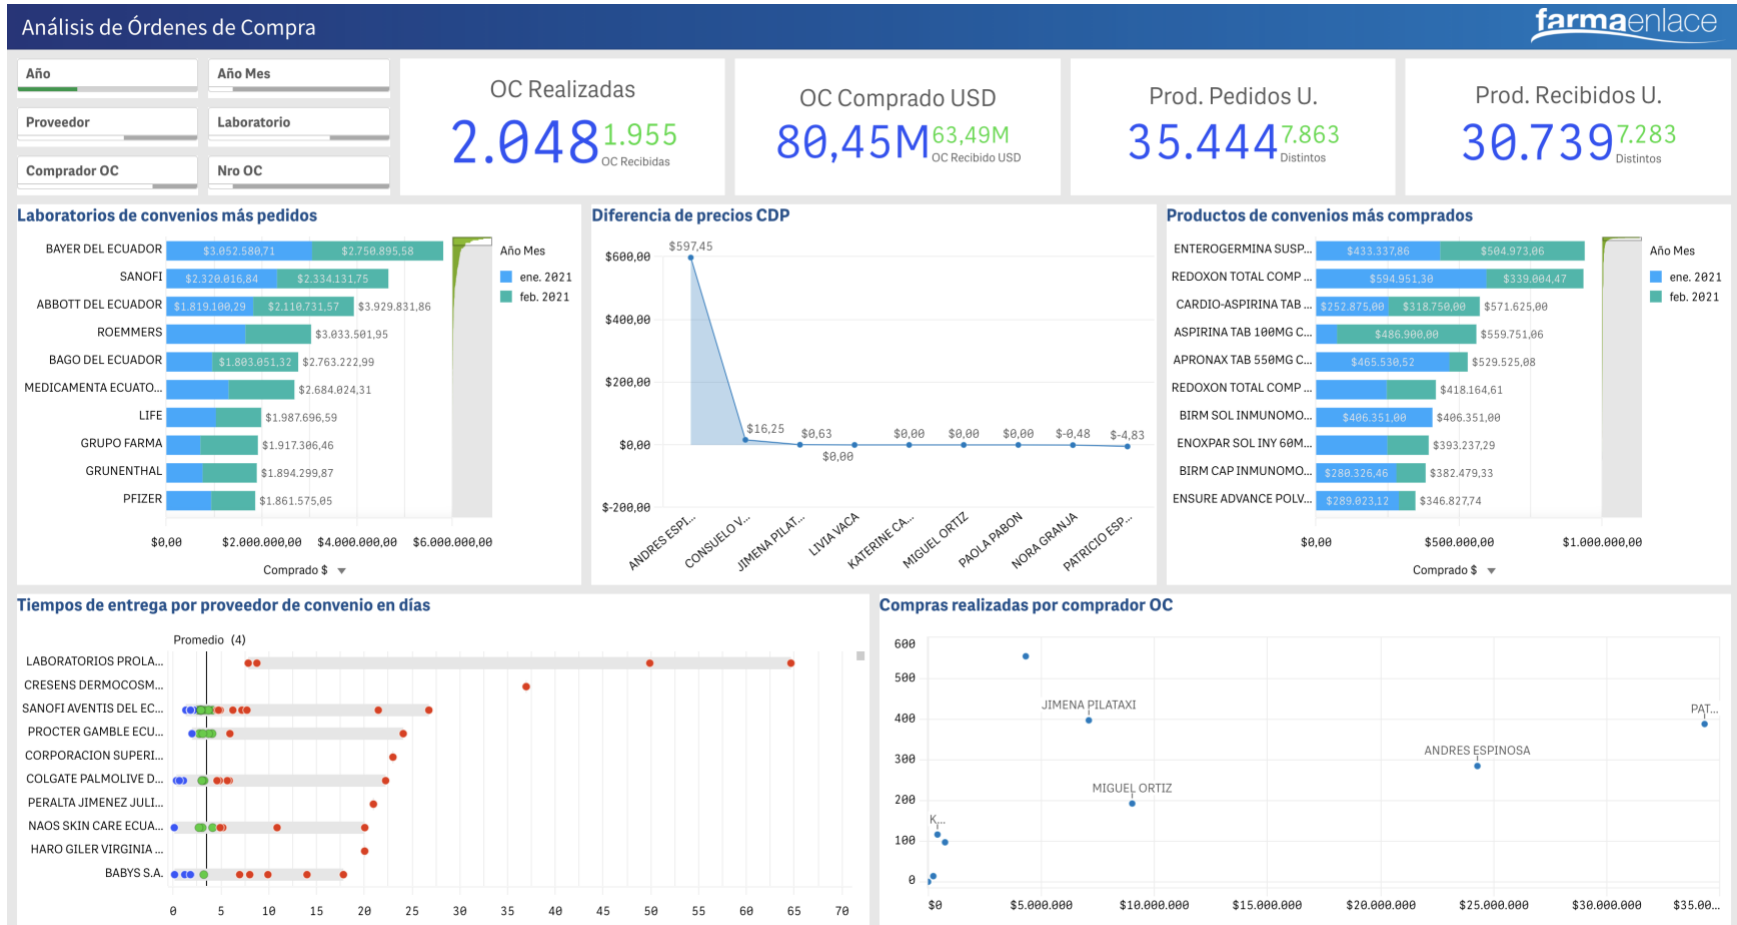 Análisis de Órdenes de Compra
farmaenlace
Año
Año Mes
Proveedor
Laboratorio
Comprador OC
Nro OC
OC Realizadas
2.048
1.955
OC Recibidas
OC Comprado USD
80,45M
63,49M
OC Recibido USD
Prod. Pedidos U.
35.444
7.863
Distintos
Prod. Recibidos U.
30.739
7.283
Distintos
Laboratorios de convenios más pedidos
BAYER DEL ECUADOR $3.052.580,71 $2.750.895,58
SANOFI $2.320.016,84 $2.334.131,75
ABBOTT DEL ECUADOR $1.819.100,29 $2.110.731,57 $3.929.831,86
ROEMMERS $3.033.501,95
BAGO DEL ECUADOR $1.803.051,32 $2.763.222,99
MEDICAMENTA ECUATO... $2.684.024,31
LIFE $1.987.696,59
GRUPO FARMA $1.917.306,46
GRUNENTHAL $1.894.299,87
PFIZER $1.861.575,05
$0,00 $2.000.000,00 $4.000.000,00 $6.000.000,00
Comprado $
Año Mes
ene. 2021
feb. 2021
Diferencia de precios CDP
$597,45
$600,00
$400,00
$200,00
$0,00
$-200,00
$16,25
$0,63
$0,00
$0,00
$0,00
$0,00
$-0,48
$-4,83
ANDRES ESPI...
CONSUELO V...
JIMENA PILAT...
LIVIA VACA
KATERINE CA...
MIGUEL ORTIZ
PAOLA PABON
NORA GRANJA
PATRICIO ESP...
Productos de convenios más comprados
ENTEROGERMINA SUSP... $433.337,86 $504.973,06
REDOXON TOTAL COMP ... $594.951,30 $339.004,47
CARDIO-ASPIRINA TAB ... $252.875,00 $318.750,00 $571.625,00
ASPIRINA TAB 100MG C... $486.900,00 $559.751,06
APRONAX TAB 550MG C... $465.530,52 $529.525,08
REDOXON TOTAL COMP ... $418.164,61
BIRM SOL INMUNOMO... $406.351,00 $406.351,00
ENOXPAR SOL INY 60M... $393.237,29
BIRM CAP INMUNOMO... $280.326,46 $382.479,33
ENSURE ADVANCE POLV... $289.023,12 $346.827,74
$0,00 $500.000,00 $1.000.000,00
Comprado $
Año Mes
ene. 2021
feb. 2021
Tiempos de entrega por proveedor de convenio en días
Promedio (4)
LABORATORIOS PROLA...
CRESENS DERMOCOSM...
SANOFI AVENTIS DEL EC...
PROCTER GAMBLE ECU...
CORPORACION SUPERI...
COLGATE PALMOLIVE D...
PERALTA JIMENEZ JULI...
NAOS SKIN CARE ECUA...
HARO GILER VIRGINIA ...
BABYS S.A.
0 5 10 15 20 25 30 35 40 45 50 55 60 65 70
Compras realizadas por comprador OC
600
500
400
300
200
100
0
JIMENA PILATAXI
PAT...
ANDRES ESPINOSA
MIGUEL ORTIZ
K...
$0 $5.000.000 $10.000.000 $15.000.000 $20.000.000 $25.000.000 $30.000.000 $35.00...